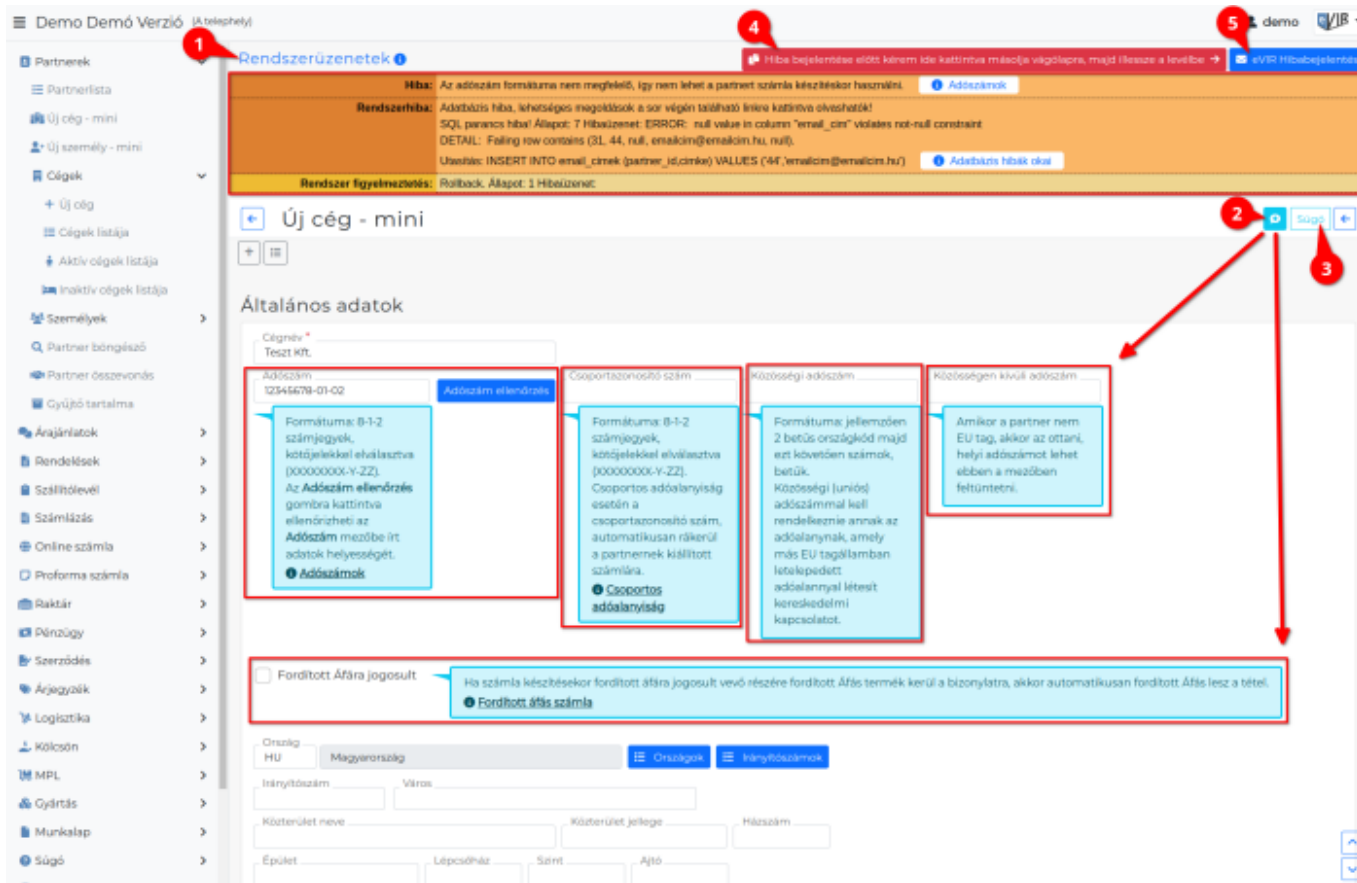 Demo Demó Verzió (A telephely)
demo
eVIR
4
5
1
Rendszerüzenetek
Hiba bejelentése előtt kérem ide kattintva másolja vágólapra, majd illessze a levélbe →
eVIR Hibabejelentés
Hiba: Az adószám formátuma nem megfelelő, így nem lehet a partnert számla készítéskor használni. Adószámok
Rendszerhiba: Adatbázis hiba, lehetséges megoldások a sor végén található linkre kattintva olvashatók!
SQL parancs hiba! Állapot: 7 Hibaüzenet: ERROR: null value in column "email_cim" violates not-null constraint
DETAIL: Failing row contains (31, 44, null, emailcim@emailcim.hu, null).
Utasítás: INSERT INTO email_cimek (partner_id,cimke) VALUES ('44','emailcim@emailcim.hu') Adatbázis hibák okai
Rendszer figyelmeztetés: Rollback. Állapot: 1 Hibaüzenet:
Partnerek
Partnerlista
Új cég - mini
Új személy - mini
Cégek
Új cég
Cégek listája
Aktív cégek listája
Inaktív cégek listája
Személyek
Partner böngésző
Partner összevonás
Gyűjtő tartalma
Árajánlatok
Rendelések
Szállítólevél
Számlázás
Online számla
Proforma számla
Raktár
Pénzügy
Szerződés
Árjegyzék
Logisztika
Kölcsön
MPL
Gyártás
Munkalap
Súgó
Új cég - mini
2
Súgó
3
Általános adatok
Cégnév *
Teszt Kft.
Adószám
12345678-01-02
Adószám ellenőrzés
Formátuma: 8-1-2
számjegyek,
kötőjelekkel elválasztva
(XXXXXXXX-Y-ZZ).
Az Adószám ellenőrzés
gombra kattintva
ellenőrizheti az
Adószám mezőbe írt
adatok helyességét.
Adószámok
Csoportazonosító szám
Formátuma: 8-1-2
számjegyek,
kötőjelekkel elválasztva
(XXXXXXXX-Y-ZZ).
Csoportos adóalanyiság
esetén a
csoportazonosító szám,
automatikusan rákerül
a partnernek kiállított
számlára.
Csoportos
adóalanyiság
Közösségi adószám
Formátuma: jellemzően
2 betűs országkód majd
ezt követően számok,
betűk.
Közösségi (uniós)
adószámmal kell
rendelkeznie annak az
adóalanynak, amely
más EU tagállamban
letelepedett
adóalannyal létesít
kereskedelmi
kapcsolatot.
Közösségen kívüli adószám
Amikor a partner nem
EU tag, akkor az ottani,
helyi adószámot lehet
ebben a mezőben
feltüntetni.
Fordított Áfára jogosult
Ha számla készítésekor fordított áfára jogosult vevő részére fordított Áfás termék kerül a bizonylatra, akkor automatikusan fordított Áfás lesz a tétel.
Fordított áfás számla
Ország
HU Magyarország Országok Irányítószámok
Irányítószám Város
Közterület neve Közterület jellege Házszám
Épület Lépcsőház Szint Ajtó